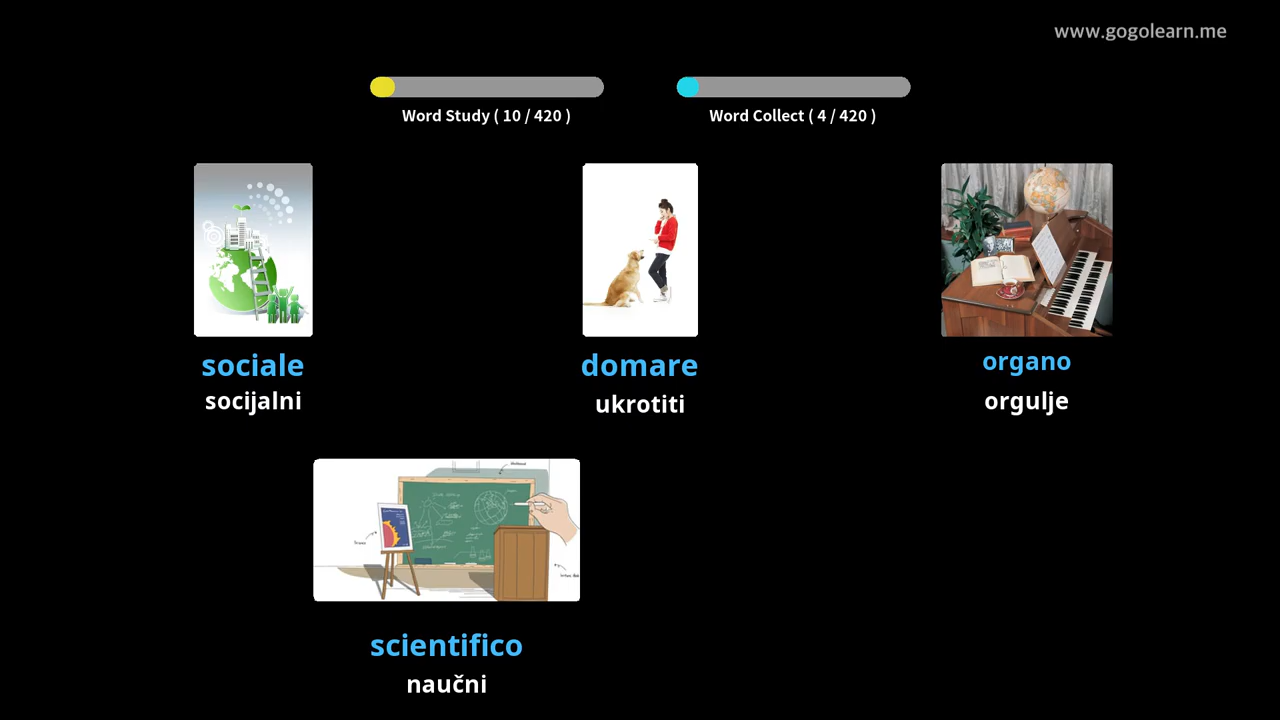 www.gogolearn.me
Word Study ( 10 / 420 )
Word Collect ( 4 / 420 )
sociale
socijalni
domare
ukrotiti
organo
orgulje
scientifico
naučni